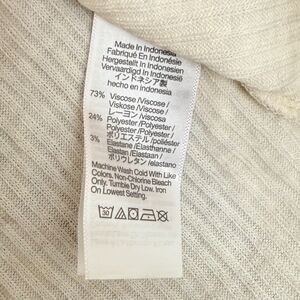 Made In Indonesia
Fabriqué En Indonésie
Hergestellt In Indonesien
Vervaardigd In Indonesië
インドネシア製
hecho en indonesia
73% Viscose /Viscose /
Viskose /Viscose /
レーヨン /viscosa
24% Polyester /Polyester /
Polyester /Polyester /
ポリエステル /poliéster
3% Elastane /Élasthanne /
Elastan /Elastaan /
ポリウレタン /elastano
Machine Wash Cold With Like
Colors. Non-Chlorine Bleach
Only. Tumble Dry Low. Iron
On Lowest Setting.
30